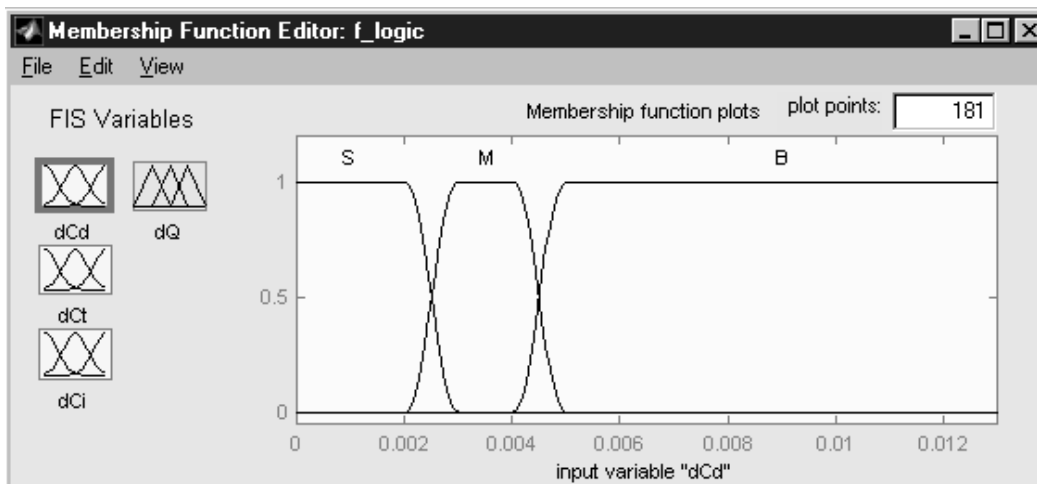 Membership Function Editor: f_logic
File Edit View
FIS Variables
Membership function plots plot points: 181
dCd dQ
dCt
dCi
S M B
1
0.5
0
0 0.002 0.004 0.006 0.008 0.01 0.012
input variable "dCd"